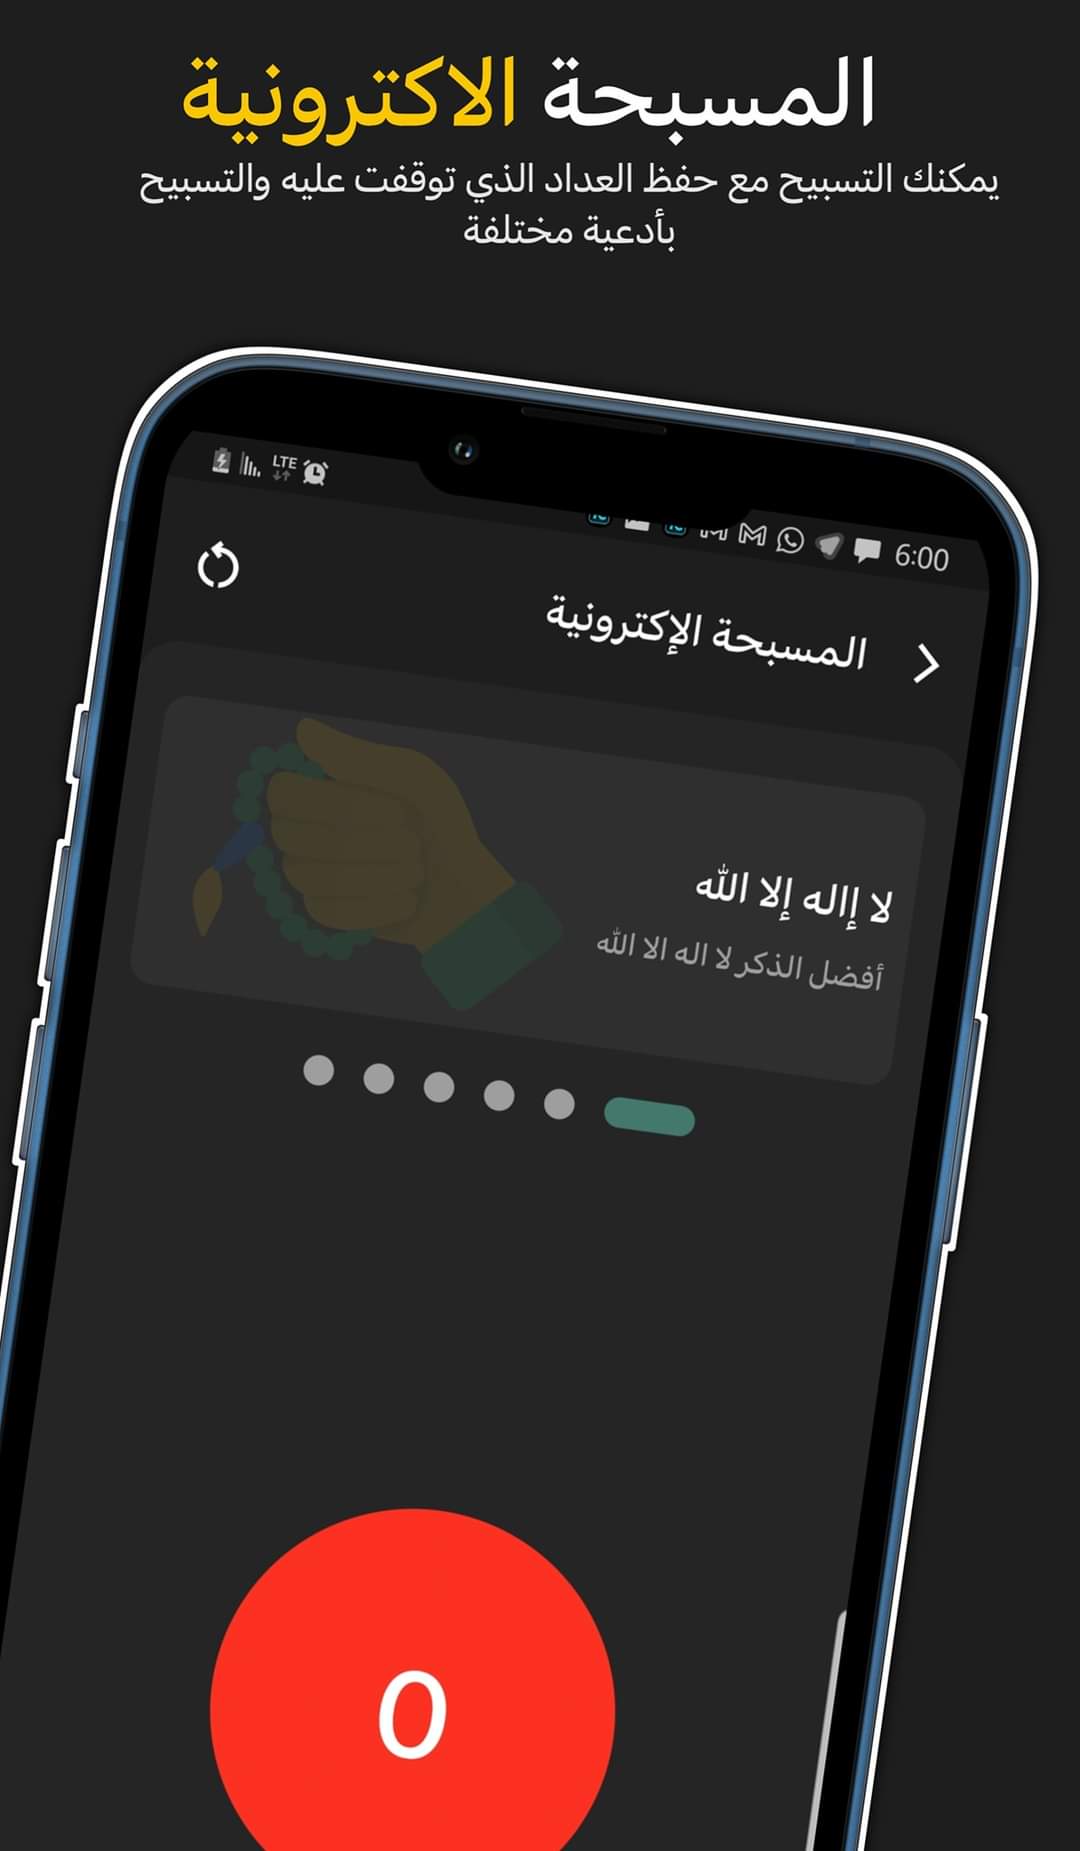 المسبحة الاكترونية
يمكنك التسبيح مع حفظ العداد الذي توقفت عليه والتسبيح
بأدعية مختلفة
6:00
LTE
المسبحة الإكترونية
لا إاله إلا الله
أفضل الذكر لا اله الا الله
0